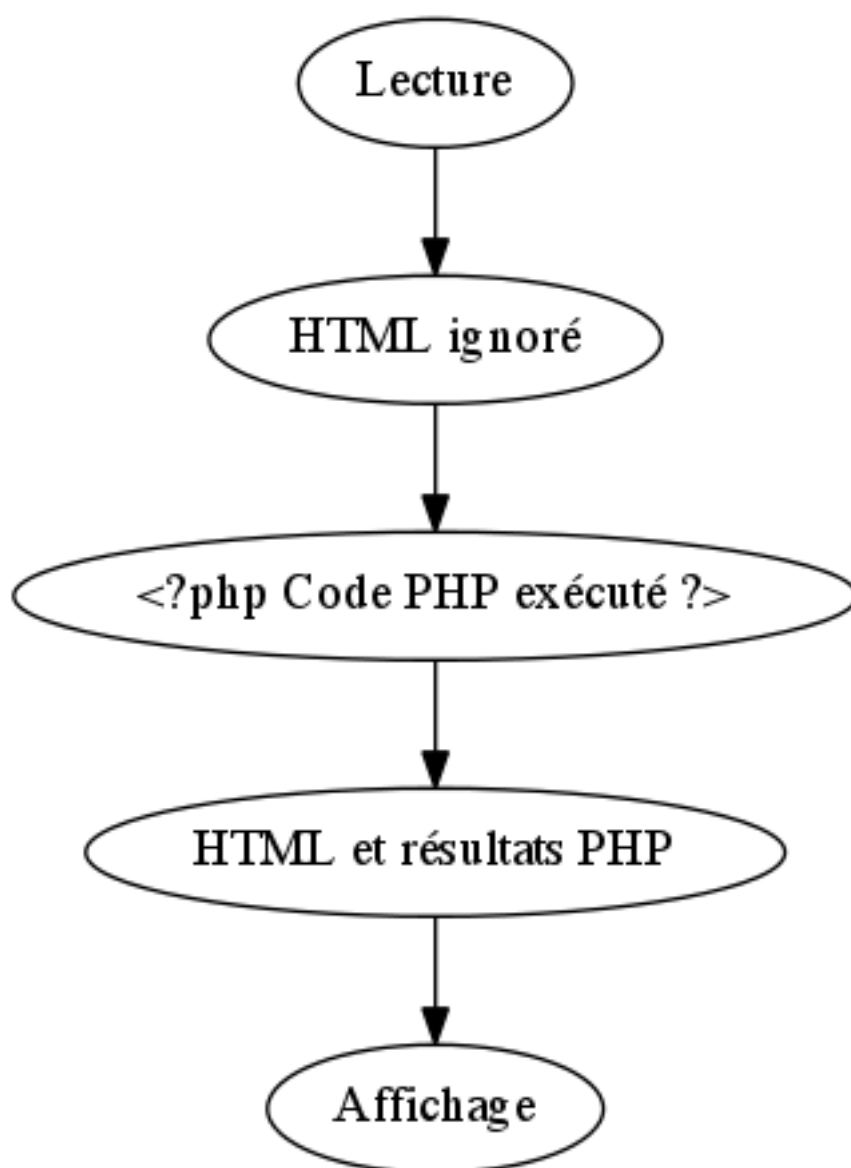 Lecture
HTML ignoré
<?php Code PHP exécuté ?>
HTML et résultats PHP
Affichage